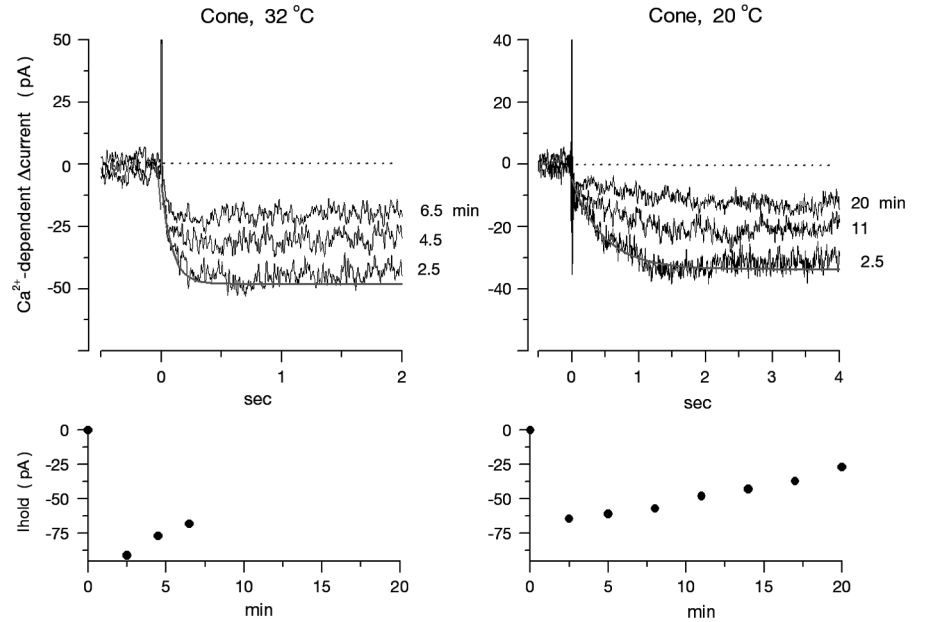 Cone, 32 °C
Cone, 20 °C
Ca²⁺-dependent Δcurrent ( pA)
50
25
0
-25
-50
6.5 min
4.5
2.5
0 1 2
sec
40
20
0
-20
-40
20 min
11
2.5
0 1 2 3 4
sec
Ihold ( pA)
0
-25
-50
-75
0 5 10 15 20
min
0
-25
-50
-75
0 5 10 15 20
min